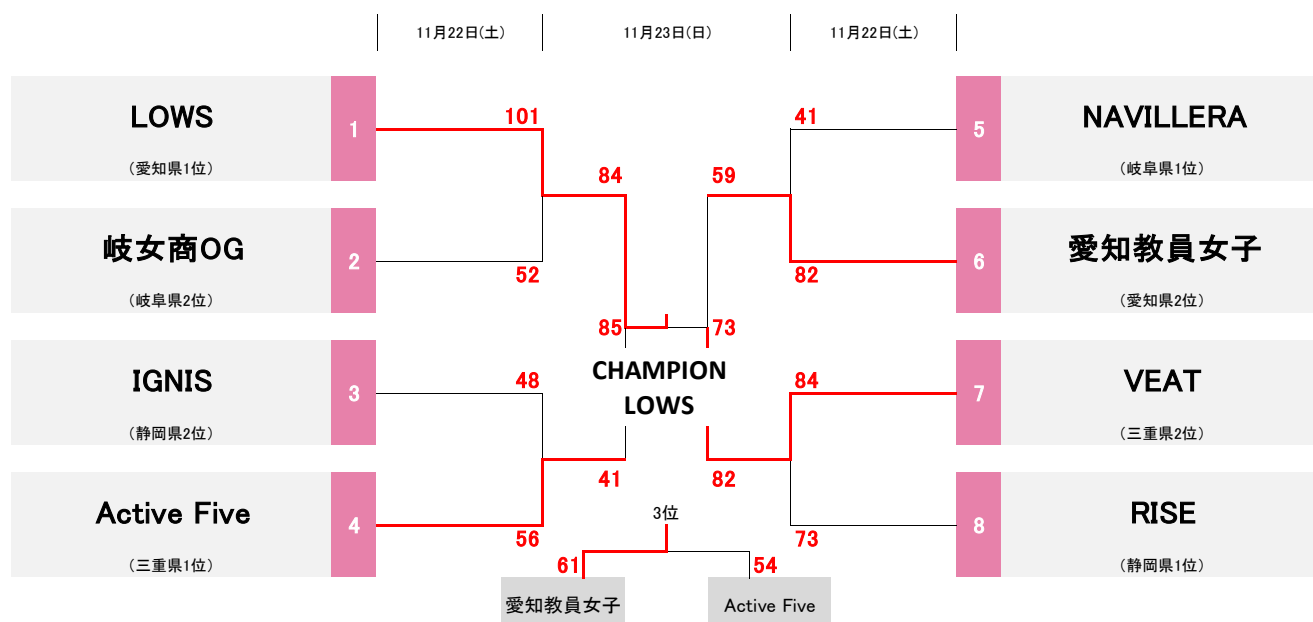 11月22日(土)
11月23日(日)
11月22日(土)
LOWS
(愛知県1位)
1
101
84
59
41
5
NAVILLERA
(岐阜県1位)
岐女商OG
(岐阜県2位)
2
52
82
6
愛知教員女子
(愛知県2位)
85
73
CHAMPION
LOWS
IGNIS
(静岡県2位)
3
48
84
7
VEAT
(三重県2位)
41
82
Active Five
(三重県1位)
4
56
73
8
RISE
(静岡県1位)
3位
61
54
愛知教員女子
Active Five